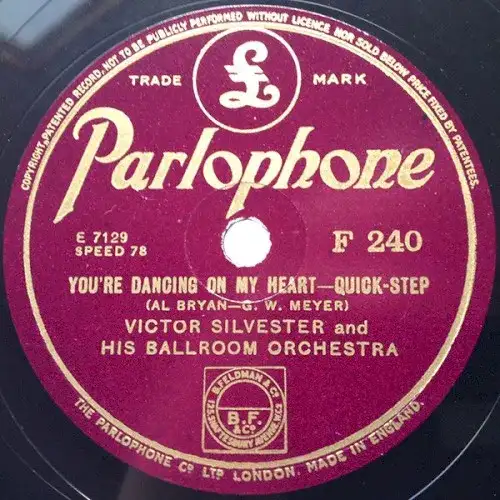 COPYRIGHT, PATENTED RECORD, NOT TO BE PUBLICLY PERFORMED WITHOUT LICENCE NOR SOLD BELOW PRICE FIXED BY PATENTEES.
£
TRADE MARK
Parlophone
E 7129
SPEED 78
F 240
YOU'RE DANCING ON MY HEART—QUICK-STEP
(AL BRYAN—G. W. MEYER)
VICTOR SILVESTER and
HIS BALLROOM ORCHESTRA
B. FELDMAN & Co
B.F.
& Co
THE PARLOPHONE Co LTD LONDON. MADE IN ENGLAND.